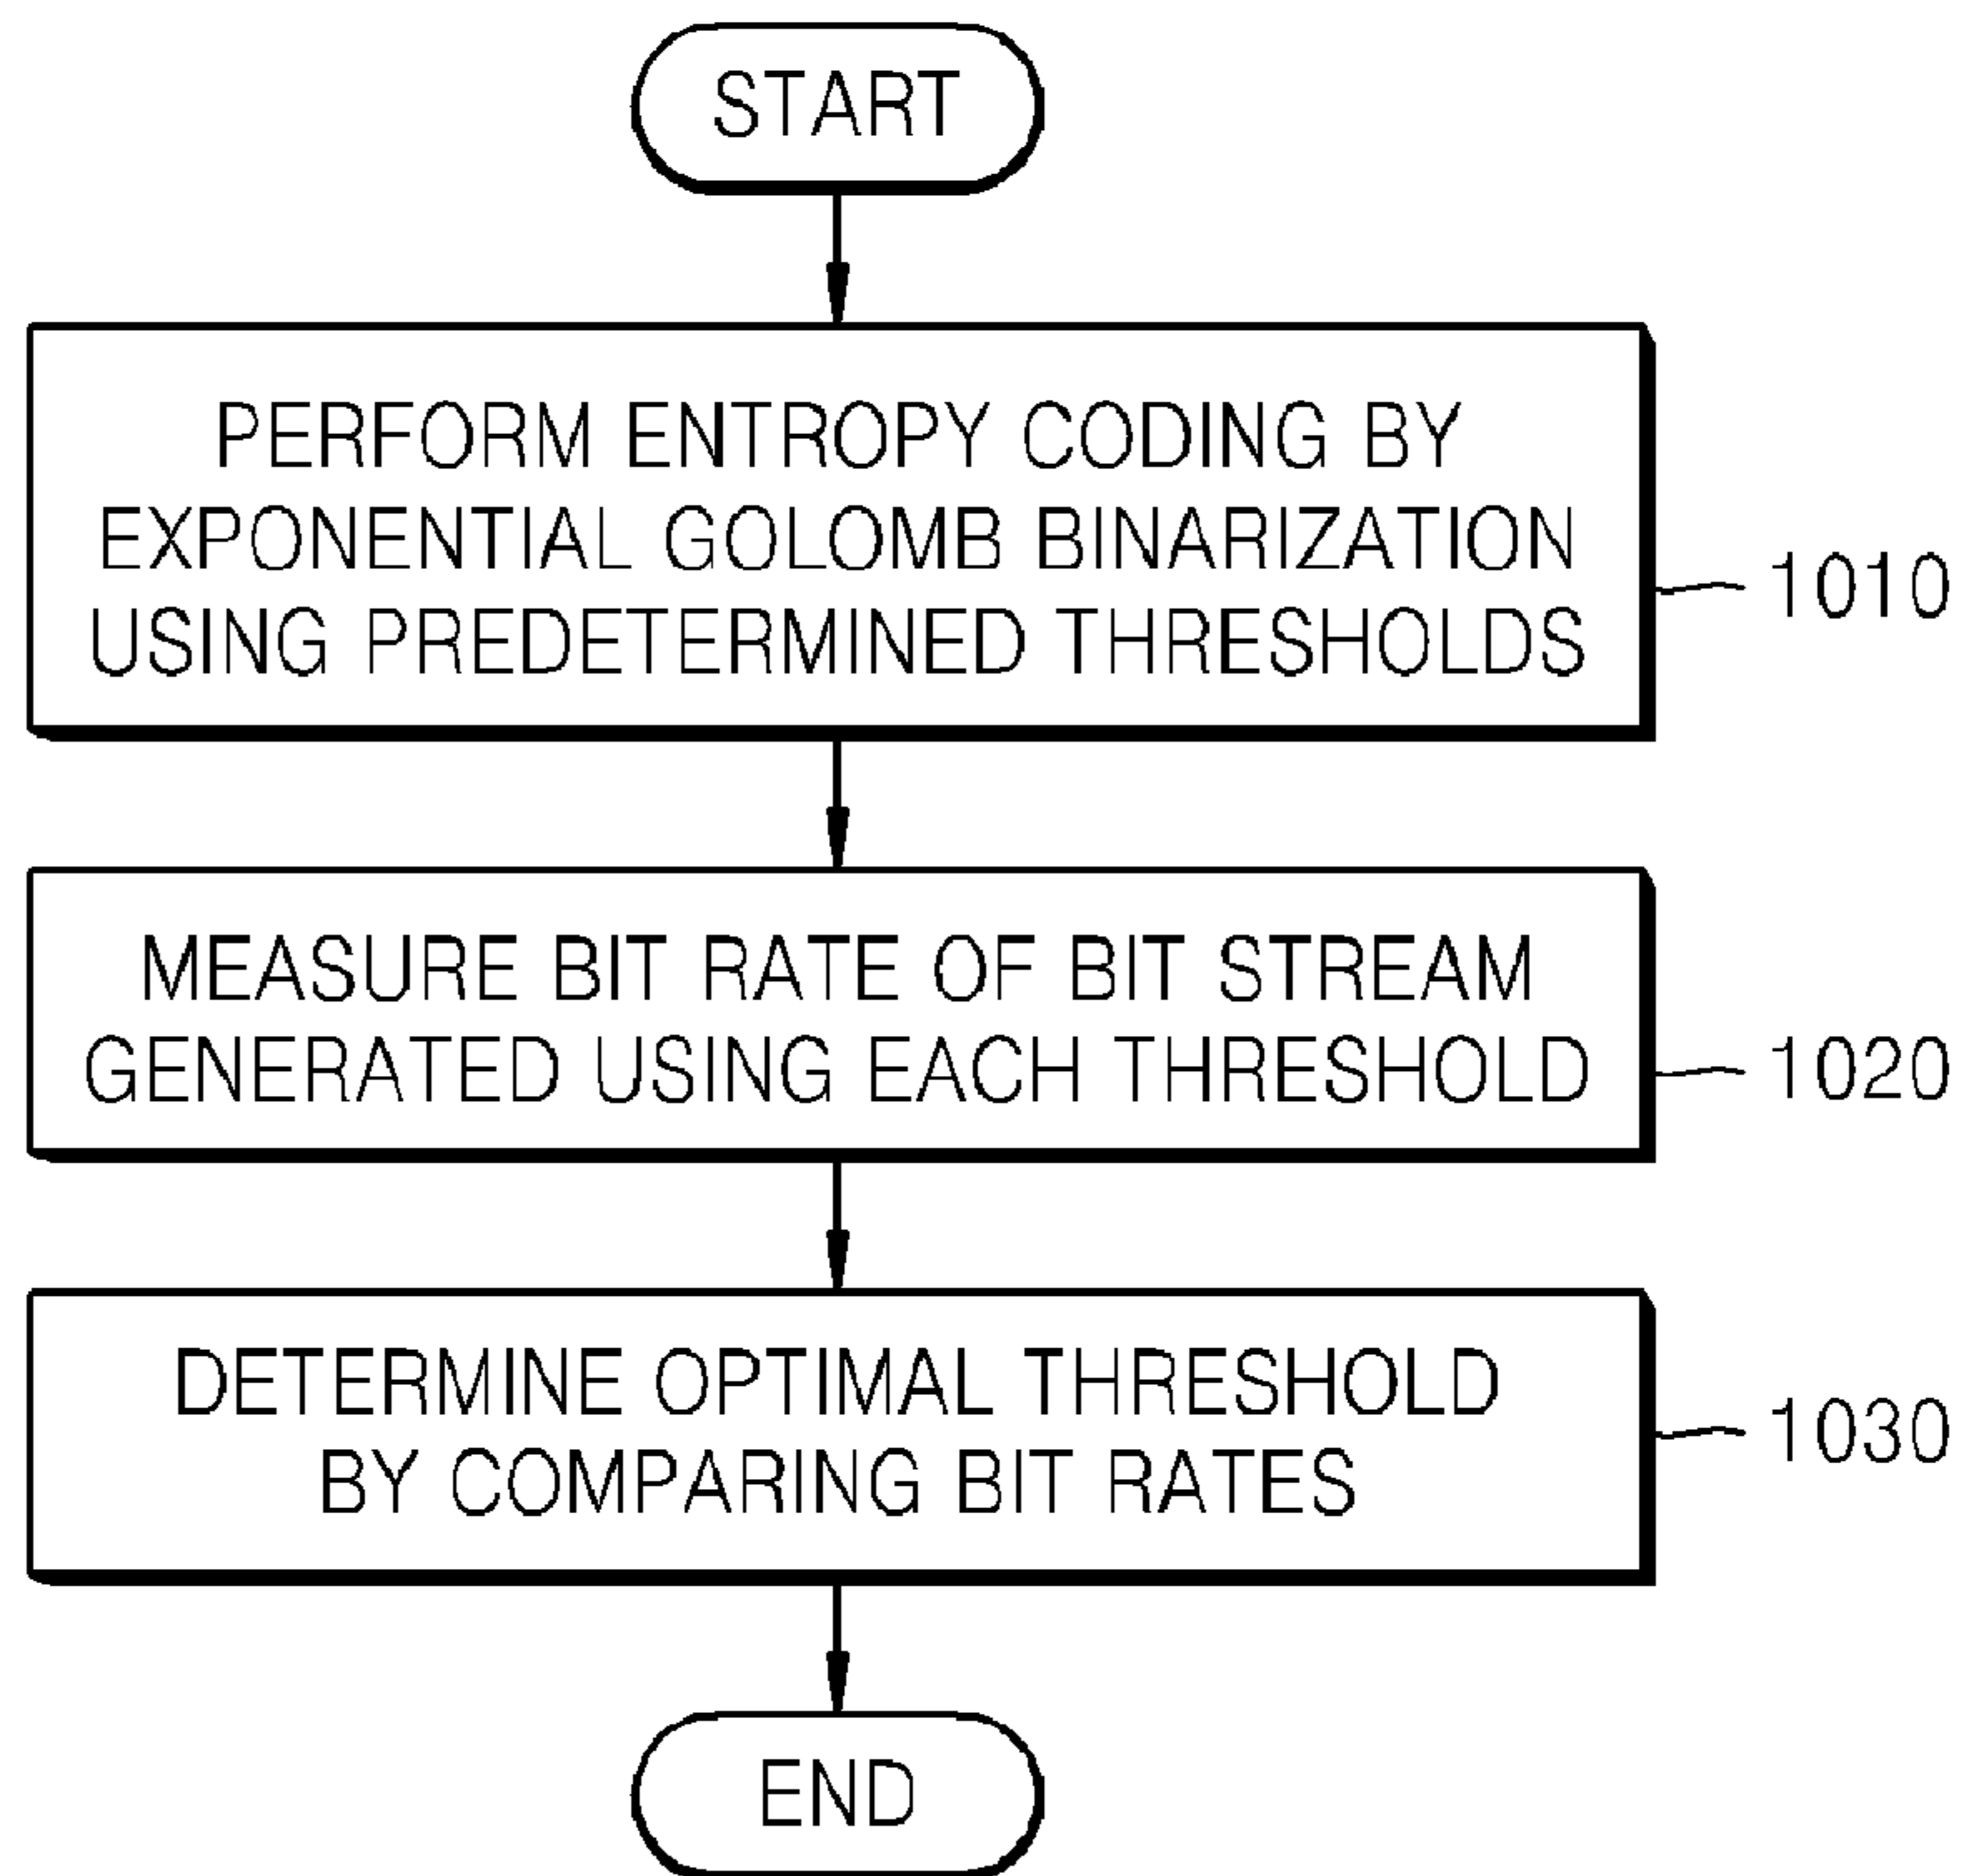 START
PERFORM ENTROPY CODING BY
EXPONENTIAL GOLOMB BINARIZATION
USING PREDETERMINED THRESHOLDS
1010
MEASURE BIT RATE OF BIT STREAM
GENERATED USING EACH THRESHOLD
1020
DETERMINE OPTIMAL THRESHOLD
BY COMPARING BIT RATES
1030
END